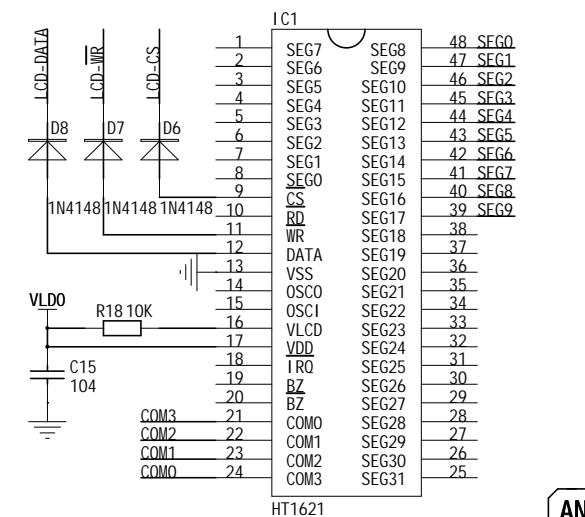 IC1
LCD-DATA
LCD-WR
LCD-CS
D8 D7 D6
1N4148 1N4148 1N4148
1 SEG7 SEG8 48 SEG0
2 SEG6 SEG9 47 SEG1
3 SEG5 SEG10 46 SEG2
4 SEG4 SEG11 45 SEG3
5 SEG3 SEG12 44 SEG4
6 SEG2 SEG13 43 SEG5
7 SEG1 SEG14 42 SEG6
8 SEG0 SEG15 41 SEG7
9 CS SEG16 40 SEG8
10 RD SEG17 39 SEG9
11 WR SEG18 38
12 DATA SEG19 37
13 VSS SEG20 36
14 OSCO SEG21 35
15 OSCI SEG22 34
VLDO
R18 10K
16 VLCD SEG23 33
17 VDD SEG24 32
18 IRQ SEG25 31
C15
104
19 BZ SEG26 30
20 BZ SEG27 29
COM3 21 COM0 SEG28 28
COM2 22 COM1 SEG29 27
COM1 23 COM2 SEG30 26
COM0 24 COM3 SEG31 25
HT1621
AN